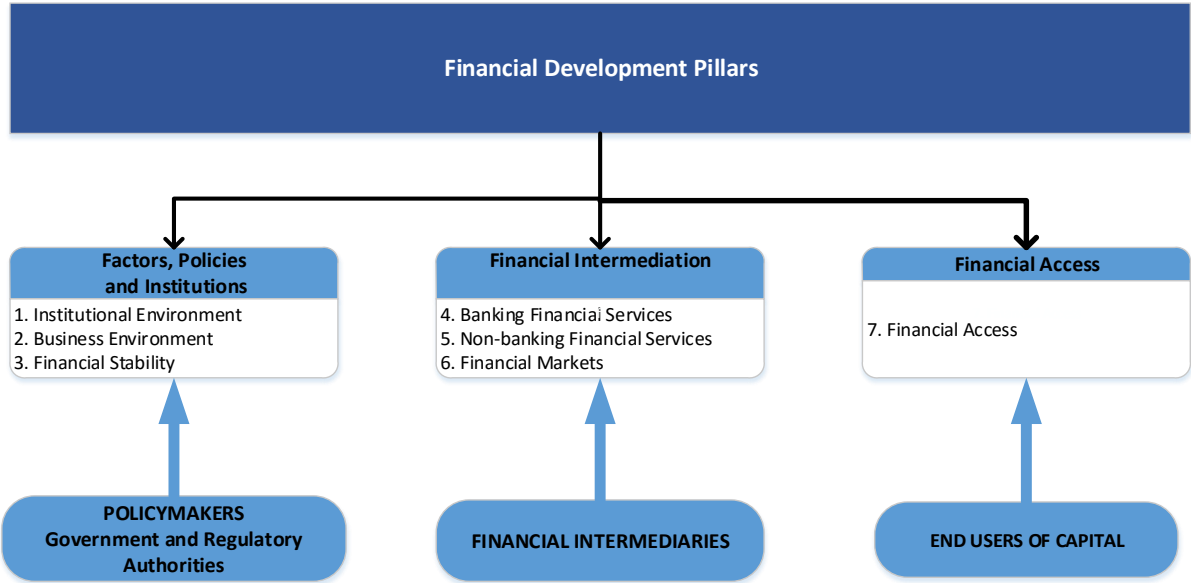 Financial Development Pillars
Factors, Policies
and Institutions
1. Institutional Environment
2. Business Environment
3. Financial Stability
Financial Intermediation
4. Banking Financial Services
5. Non-banking Financial Services
6. Financial Markets
Financial Access
7. Financial Access
POLICYMAKERS
Government and Regulatory
Authorities
FINANCIAL INTERMEDIARIES
END USERS OF CAPITAL